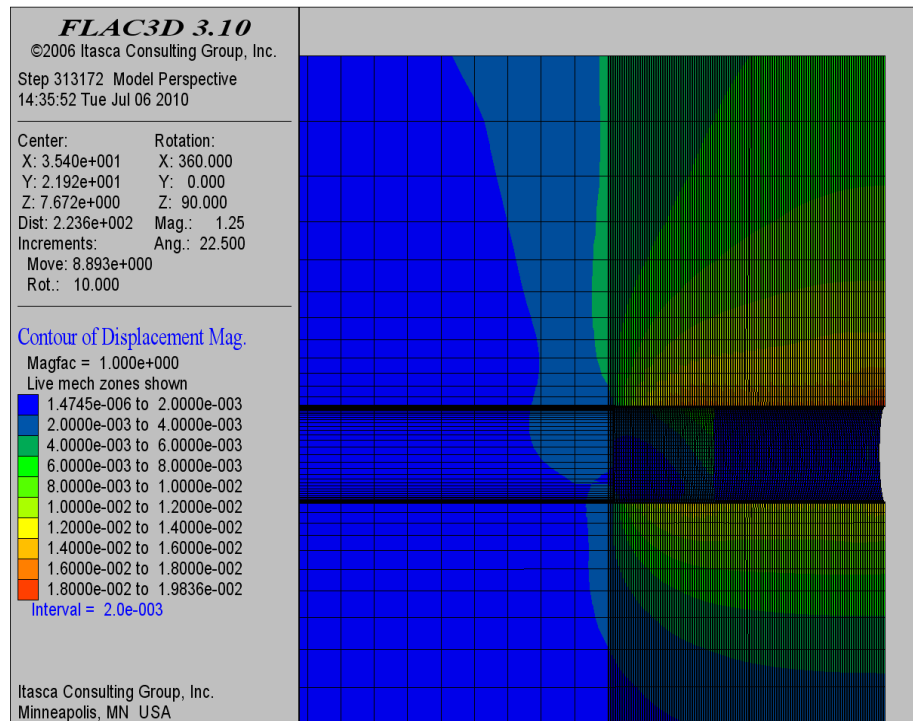 FLAC3D 3.10
©2006 Itasca Consulting Group, Inc.
Step 313172 Model Perspective
14:35:52 Tue Jul 06 2010
Center: Rotation:
X: 3.540e+001 X: 360.000
Y: 2.192e+001 Y: 0.000
Z: 7.672e+000 Z: 90.000
Dist: 2.236e+002 Mag.: 1.25
Increments: Ang.: 22.500
Move: 8.893e+000
Rot.: 10.000
Contour of Displacement Mag.
Magfac = 1.000e+000
Live mech zones shown
1.4745e-006 to 2.0000e-003
2.0000e-003 to 4.0000e-003
4.0000e-003 to 6.0000e-003
6.0000e-003 to 8.0000e-003
8.0000e-003 to 1.0000e-002
1.0000e-002 to 1.2000e-002
1.2000e-002 to 1.4000e-002
1.4000e-002 to 1.6000e-002
1.6000e-002 to 1.8000e-002
1.8000e-002 to 1.9836e-002
Interval = 2.0e-003
Itasca Consulting Group, Inc.
Minneapolis, MN USA